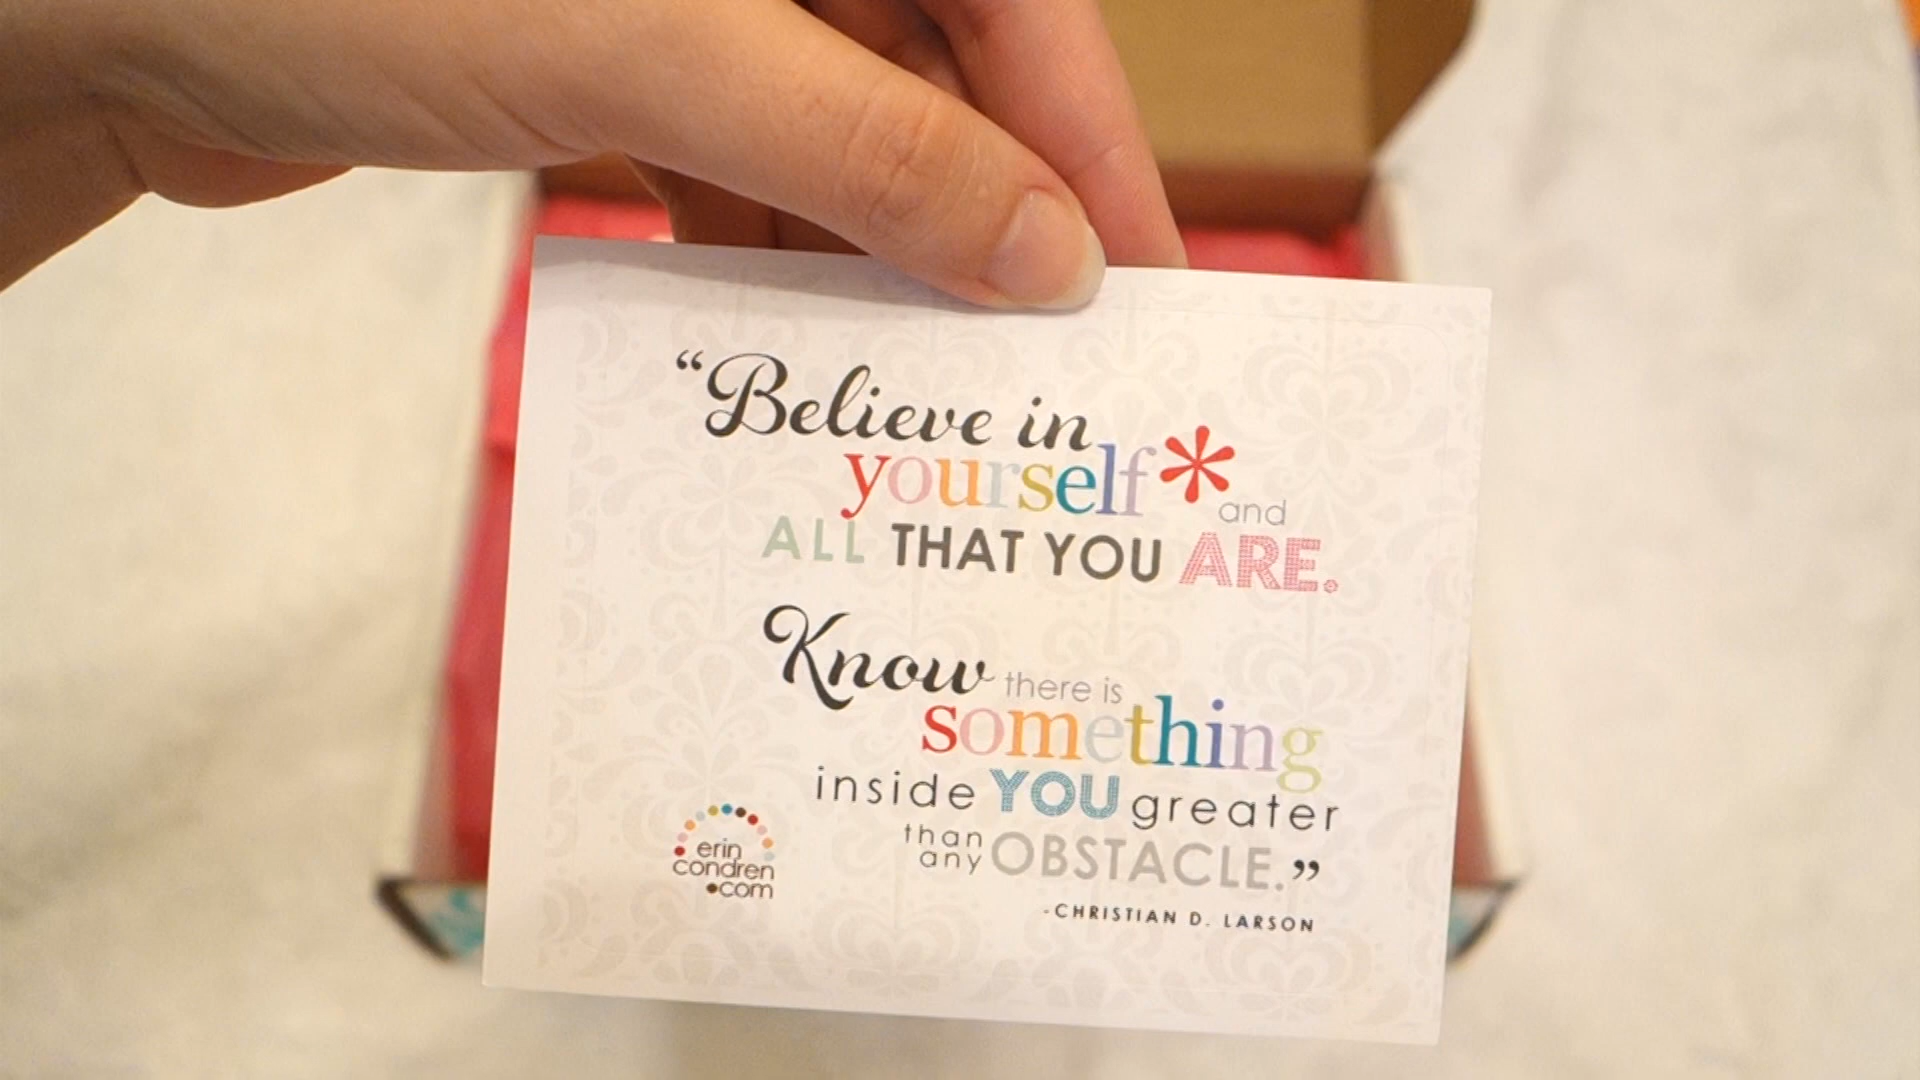 “Believe in
yourself* and
ALL THAT YOU ARE.
Know there is
something
inside YOU greater
than
any OBSTACLE.”
-CHRISTIAN D. LARSON
erin
condren
•com